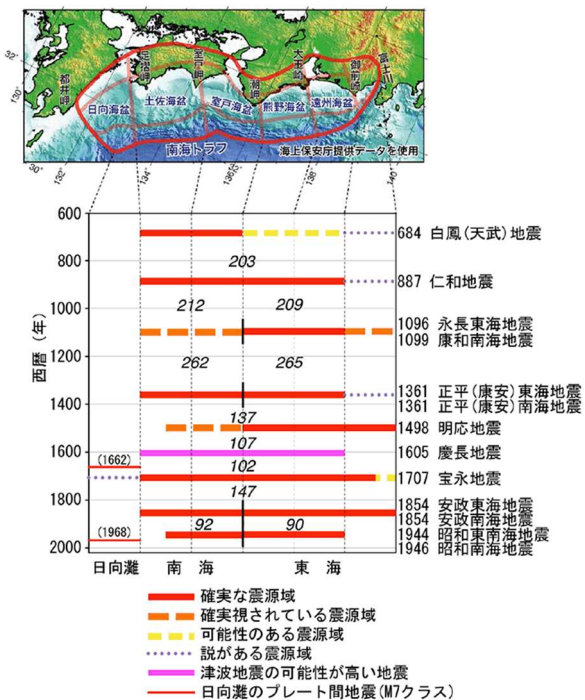 足摺岬
室戸岬
大王崎
御前崎
富士川
潮岬
都井岬
日向海盆
土佐海盆
室戸海盆
熊野海盆
遠州海盆
南海トラフ
海上保安庁提供データを使用
30°
132°
134°
136°
138°
140°
600
684 白鳳(天武)地震
800
203
887 仁和地震
1000
212
209
1096 永長東海地震
1099 康和南海地震
西暦(年)
1200
262
265
1361 正平(康安)東海地震
1361 正平(康安)南海地震
1400
137
1498 明応地震
107
1600
1605 慶長地震
(1662)
102
1707 宝永地震
147
1800
1854 安政東海地震
1854 安政南海地震
92
90
1944 昭和東南海地震
(1968)
1946 昭和南海地震
2000
日向灘 南 海 東 海
確実な震源域
確実視されている震源域
可能性のある震源域
説がある震源域
津波地震の可能性が高い地震
日向灘のプレート間地震(M7クラス)